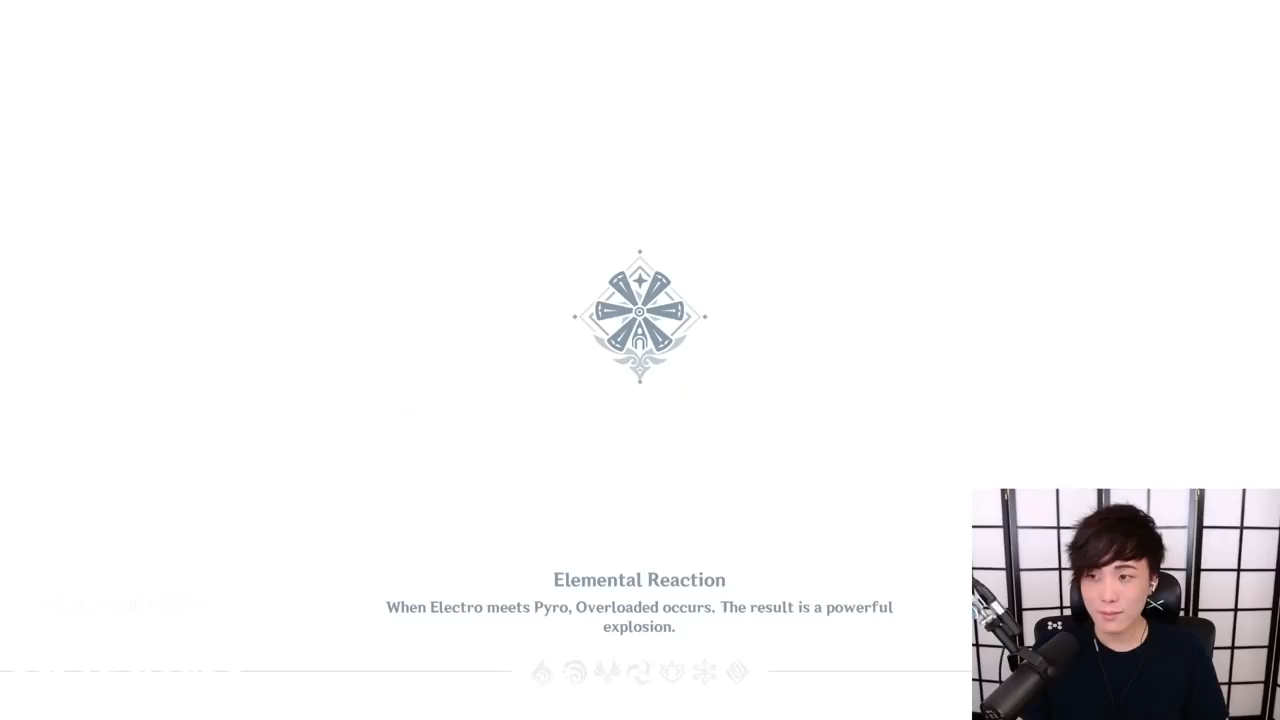 Elemental Reaction
When Electro meets Pyro, Overloaded occurs. The result is a powerful
explosion.